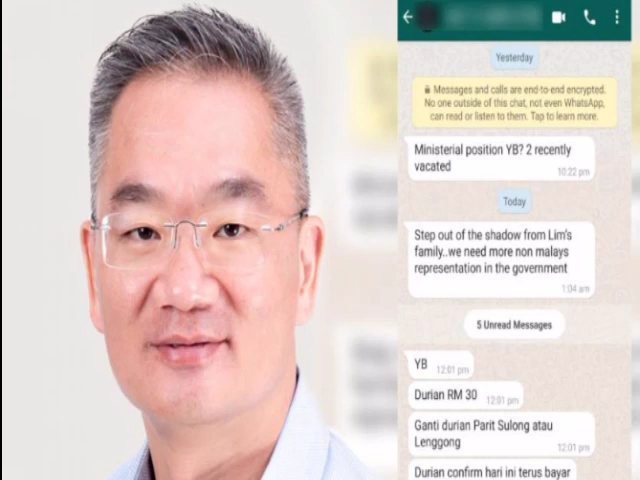 Yesterday
Messages and calls are end-to-end encrypted.
No one outside of this chat, not even WhatsApp,
can read or listen to them. Tap to learn more.
Ministerial position YB? 2 recently
vacated
10:22 pm
Today
Step out of the shadow from Lim's
family..we need more non malays
representation in the government
1:04 am
5 Unread Messages
YB
12:01 pm
Durian RM 30
12:01 pm
Ganti durian Parit Sulong atau
Lenggong
12:01 pm
Durian confirm hari ini terus bayar